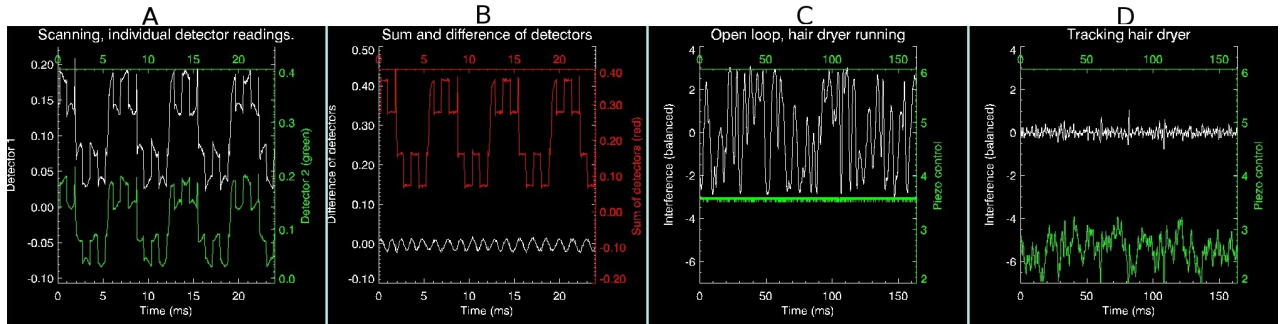 A
Scanning, individual detector readings.
0 5 10 15 20
0.20
0.15
0.10
0.05
0.00
-0.05
-0.10
Detector 1
0.4
0.3
0.2
0.1
0.0
Detector 2 (green)
0 5 10 15 20
Time (ms)
B
Sum and difference of detectors
0 5 10 15 20
0.50
0.40
0.30
0.20
0.10
0.00
-0.10
Difference of detectors
0.40
0.30
0.20
0.10
0.00
-0.10
-0.20
Sum of detectors (red)
0 5 10 15 20
Time (ms)
C
Open loop, hair dryer running
0 50 100 150
4
2
0
-2
-4
-6
Interference (balanced)
6
5
4
3
2
Piezo control
0 50 100 150
Time (ms)
D
Tracking hair dryer
0 50 100 150
4
2
0
-2
-4
-6
Interference (balanced)
6
5
4
3
2
Piezo control
0 50 100 150
Time (ms)